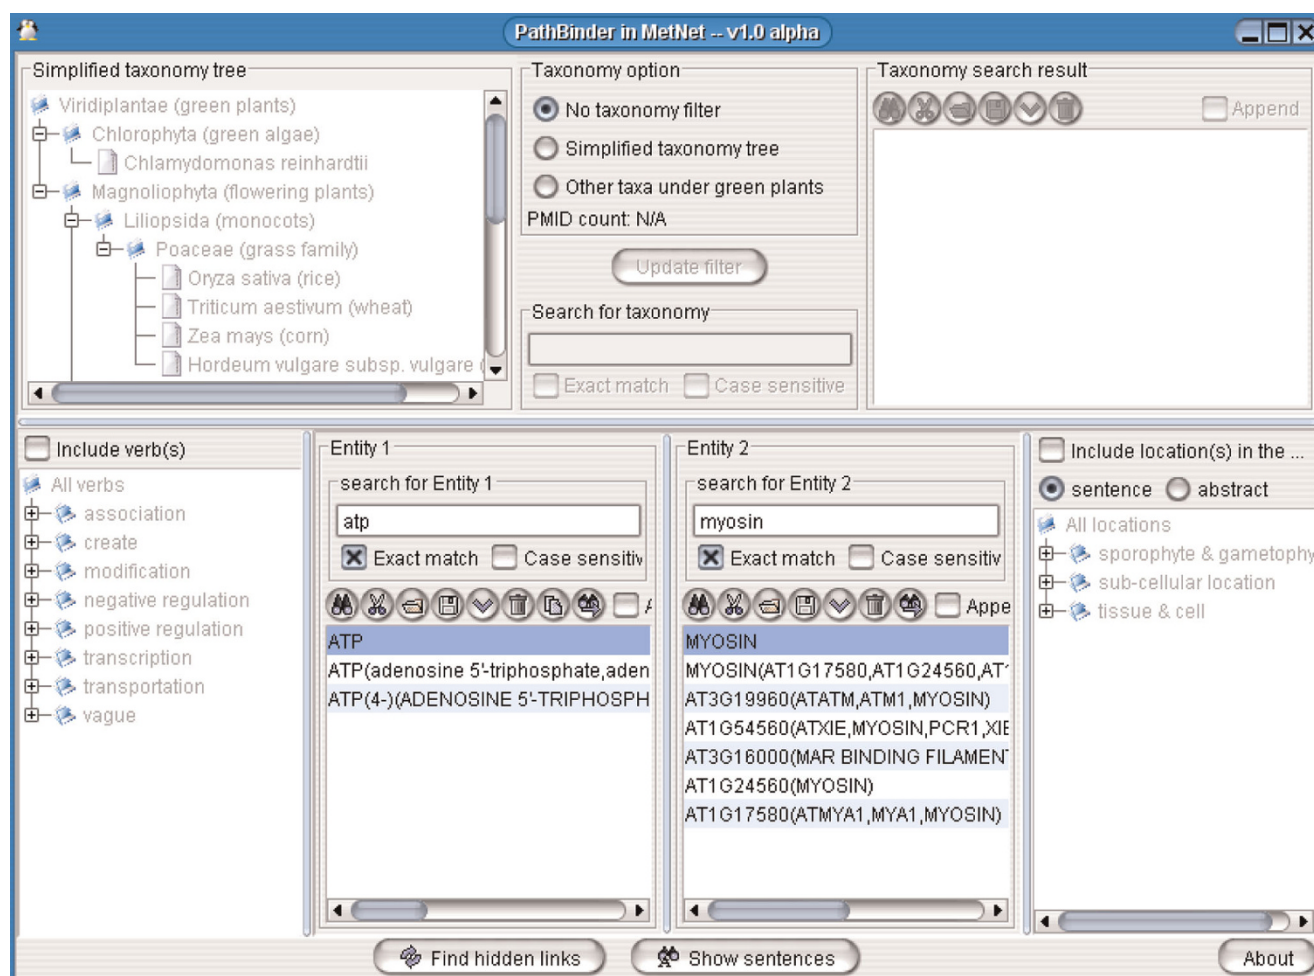 PathBinder in MetNet -- v1.0 alpha
Simplified taxonomy tree
Viridiplantae (green plants)
Chlorophyta (green algae)
Chlamydomonas reinhardtii
Magnoliophyta (flowering plants)
Liliopsida (monocots)
Poaceae (grass family)
Oryza sativa (rice)
Triticum aestivum (wheat)
Zea mays (corn)
Hordeum vulgare subsp. vulgare (
Taxonomy option
No taxonomy filter
Simplified taxonomy tree
Other taxa under green plants
PMID count: N/A
Update filter
Search for taxonomy
Exact match Case sensitive
Taxonomy search result
Append
Include verb(s)
All verbs
association
create
modification
negative regulation
positive regulation
transcription
transportation
vague
Entity 1
search for Entity 1
atp
Exact match Case sensitiv
ATP
ATP(adenosine 5'-triphosphate,aden
ATP(4-)(ADENOSINE 5'-TRIPHOSPH
Entity 2
search for Entity 2
myosin
Exact match Case sensitiv
Appe
MYOSIN
MYOSIN(AT1G17580,AT1G24560,AT
AT3G19960(ATATM,ATM1,MYOSIN)
AT1G54560(ATXIE,MYOSIN,PCR1,XIE
AT3G16000(MAR BINDING FILAMEN
AT1G24560(MYOSIN)
AT1G17580(ATMYA1,MYA1,MYOSIN)
Include location(s) in the ...
sentence abstract
All locations
sporophyte & gametophy
sub-cellular location
tissue & cell
Find hidden links
Show sentences
About